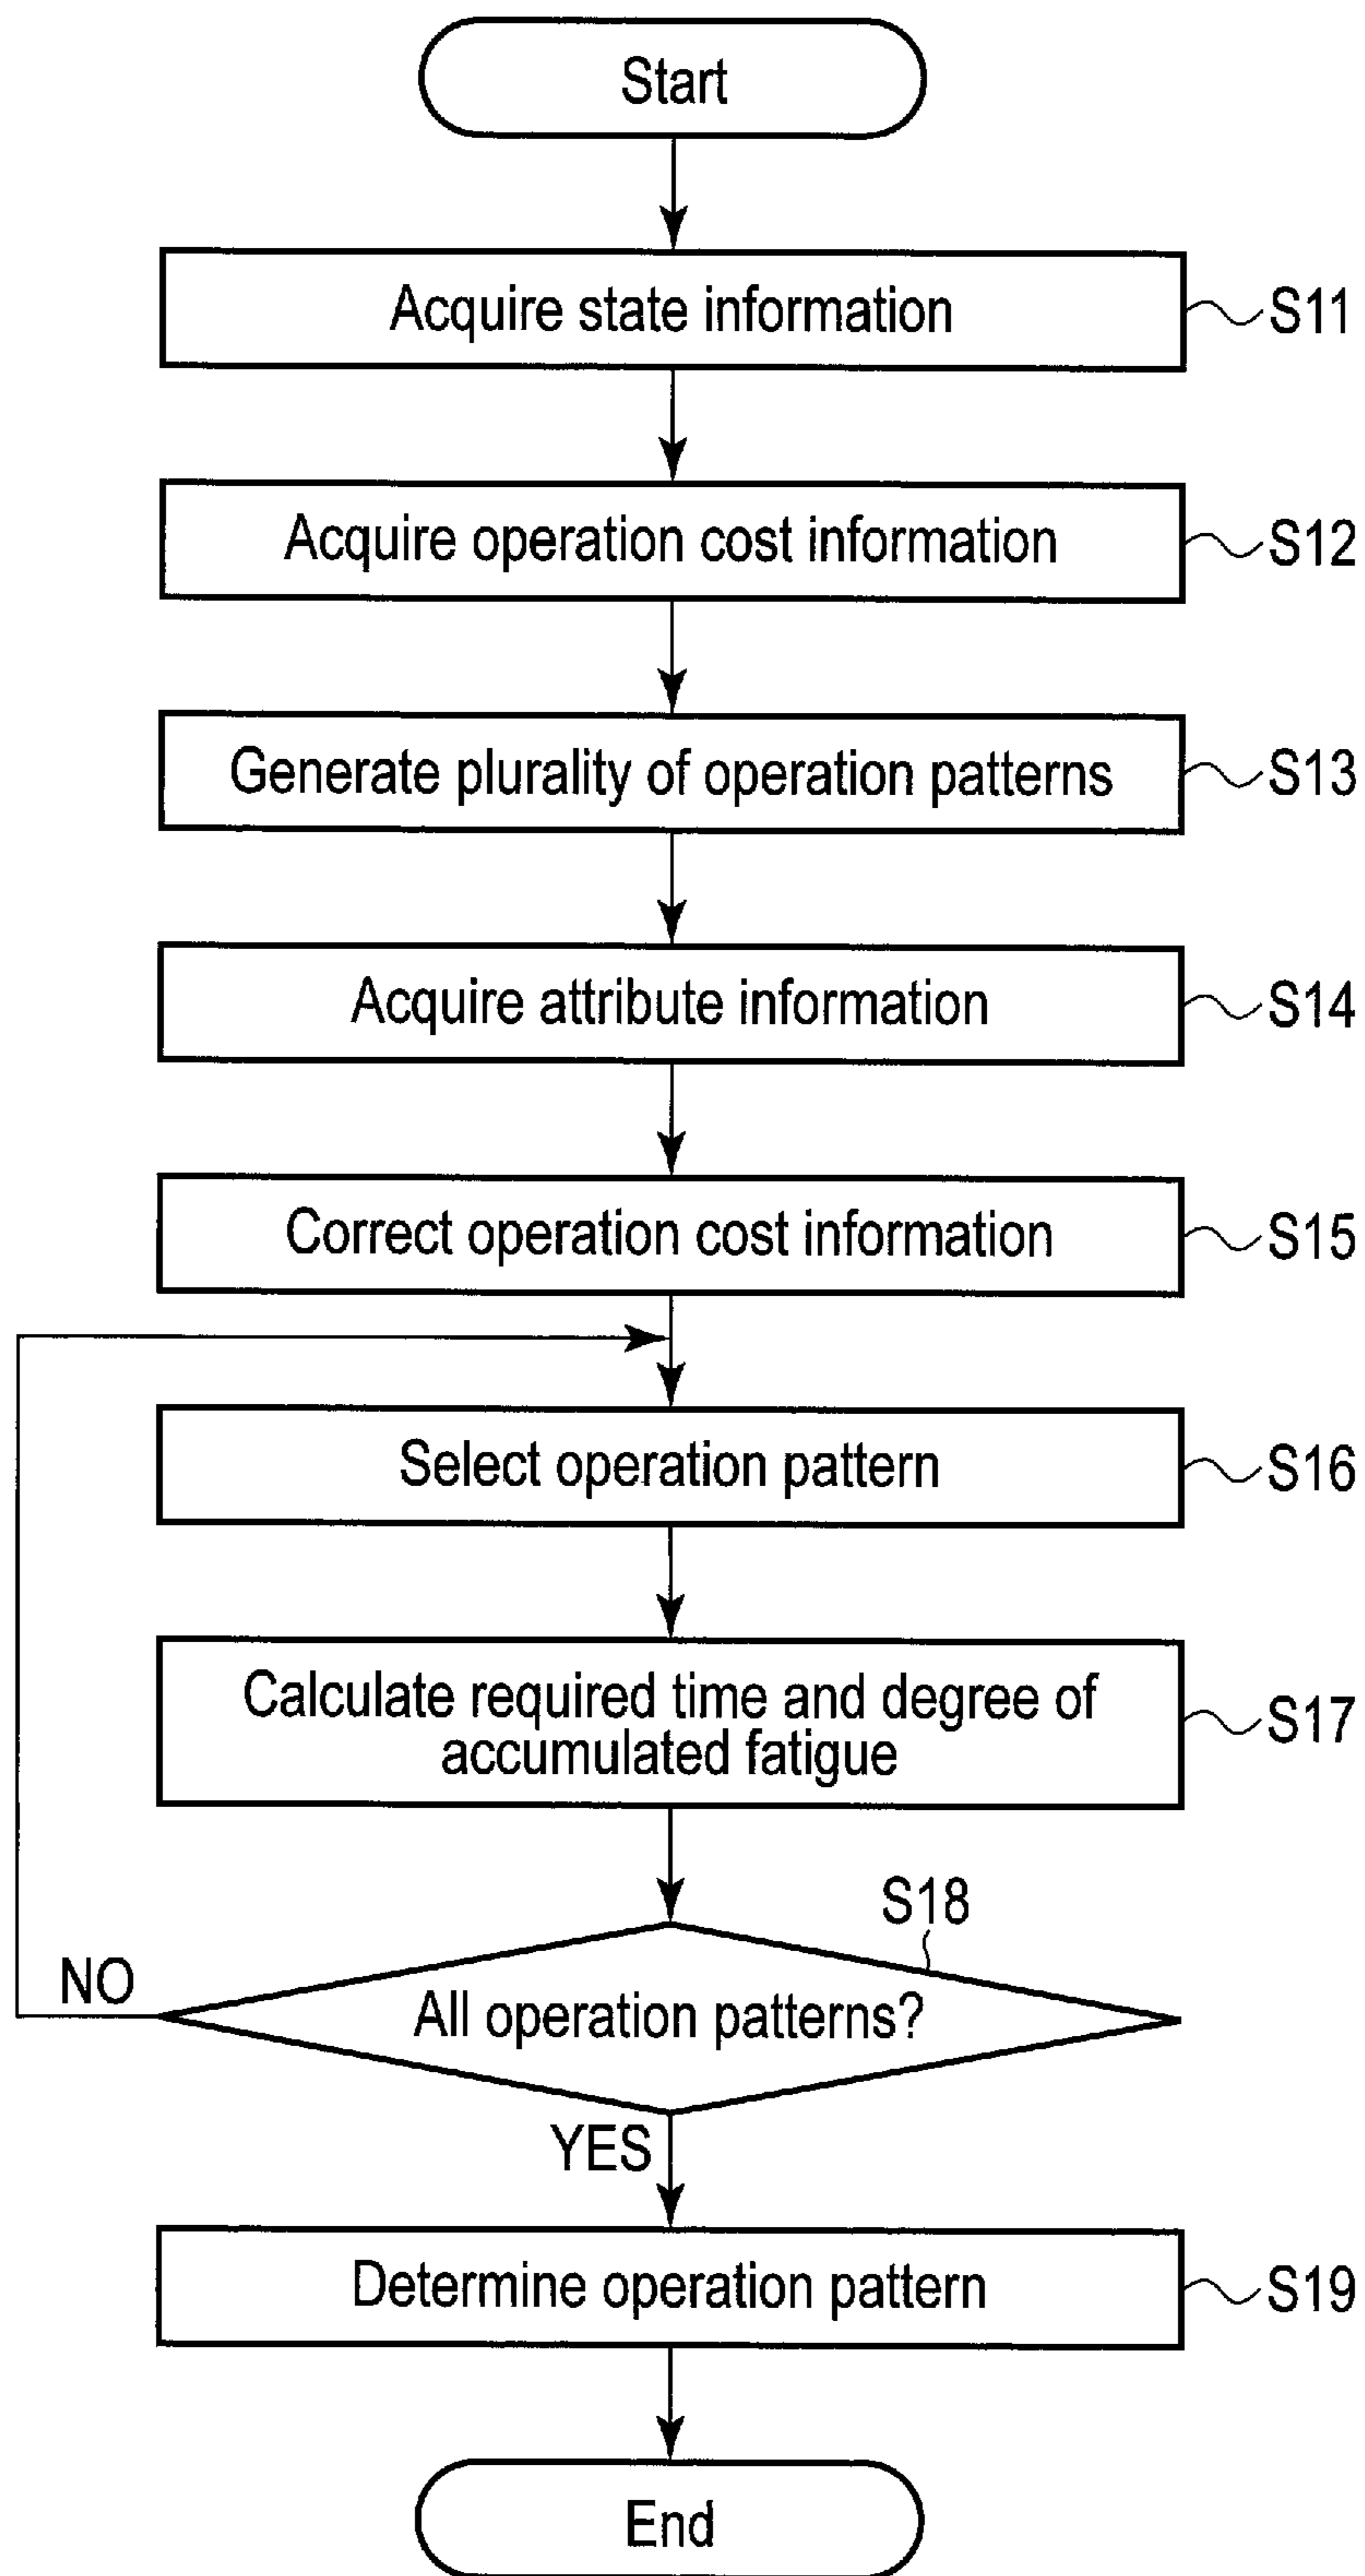 Start
Acquire state information
S11
Acquire operation cost information
S12
Generate plurality of operation patterns
S13
Acquire attribute information
S14
Correct operation cost information
S15
Select operation pattern
S16
Calculate required time and degree of
accumulated fatigue
S17
S18
NO
All operation patterns?
YES
Determine operation pattern
S19
End